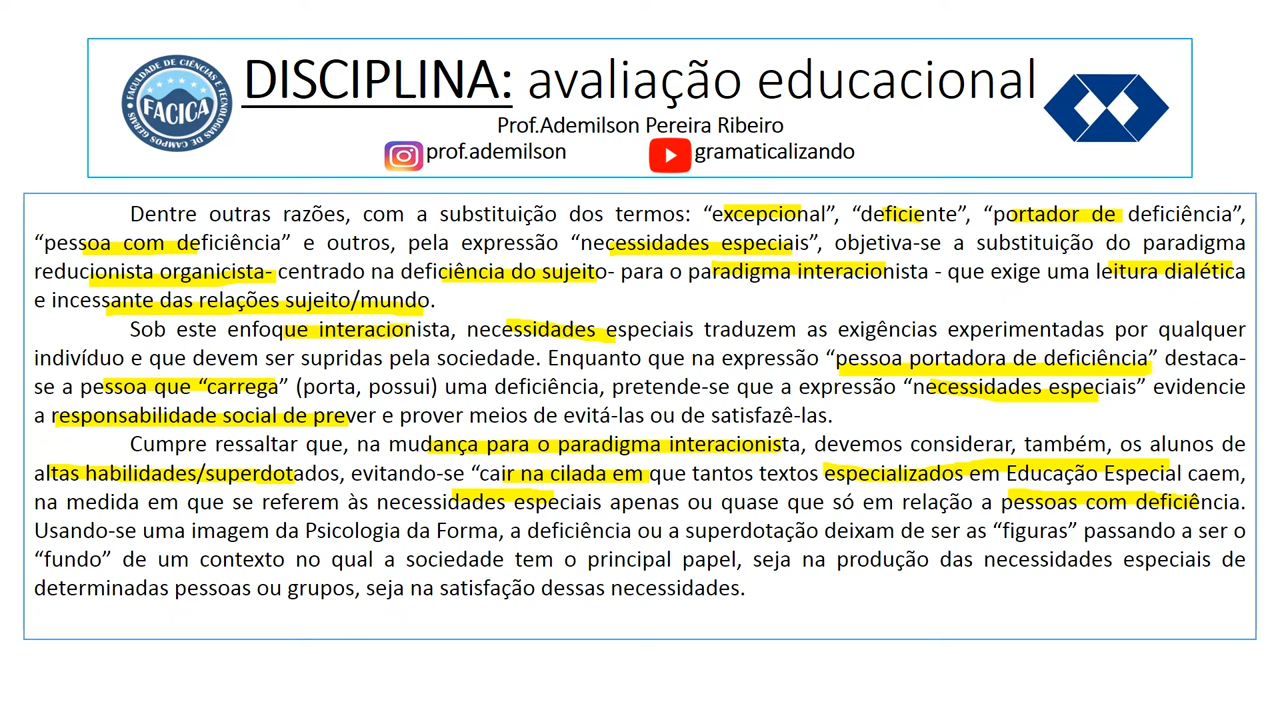 FACULDADE DE CIÊNCIAS E TECNOLOGIAS
DE CAMPOS GERAIS
FACICA
DISCIPLINA: avaliação educacional
Prof.Ademilson Pereira Ribeiro
prof.ademilson
gramaticalizando
Dentre outras razões, com a substituição dos termos: “excepcional”, “deficiente”, “portador de deficiência”,
“pessoa com deficiência” e outros, pela expressão “necessidades especiais”, objetiva-se a substituição do paradigma
reducionista organicista- centrado na deficiência do sujeito- para o paradigma interacionista - que exige uma leitura dialética
e incessante das relações sujeito/mundo.
Sob este enfoque interacionista, necessidades especiais traduzem as exigências experimentadas por qualquer
indivíduo e que devem ser supridas pela sociedade. Enquanto que na expressão “pessoa portadora de deficiência” destaca-
se a pessoa que “carrega” (porta, possui) uma deficiência, pretende-se que a expressão “necessidades especiais” evidencie
a responsabilidade social de prever e prover meios de evitá-las ou de satisfazê-las.
Cumpre ressaltar que, na mudança para o paradigma interacionista, devemos considerar, também, os alunos de
altas habilidades/superdotados, evitando-se “cair na cilada em que tantos textos especializados em Educação Especial caem,
na medida em que se referem às necessidades especiais apenas ou quase que só em relação a pessoas com deficiência.
Usando-se uma imagem da Psicologia da Forma, a deficiência ou a superdotação deixam de ser as “figuras” passando a ser o
“fundo” de um contexto no qual a sociedade tem o principal papel, seja na produção das necessidades especiais de
determinadas pessoas ou grupos, seja na satisfação dessas necessidades.